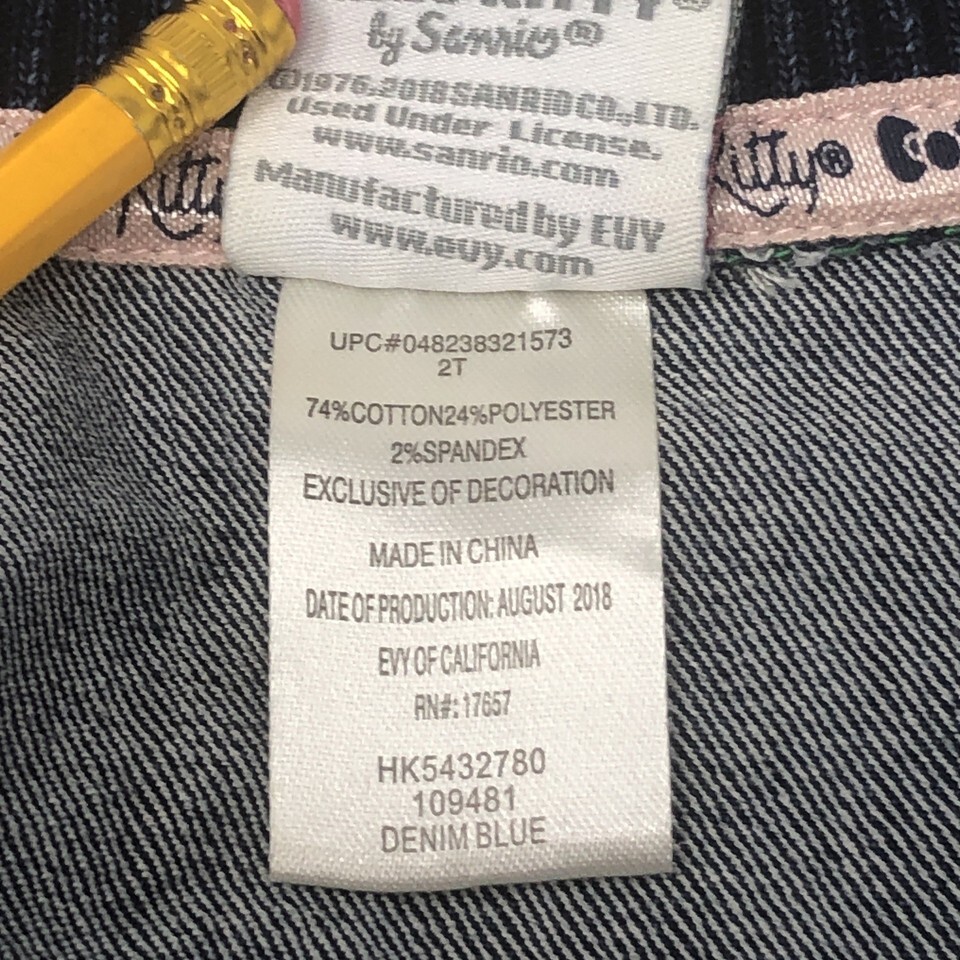 KITTY®
by Sanrio®
©1976,2018 SANRIO CO.,LTD.
Used Under License.
www.sanrio.com
Manufactured by EVY
www.evy.com
Kitty
Kitty®
UPC#048238321573
2T
74%COTTON24%POLYESTER
2%SPANDEX
EXCLUSIVE OF DECORATION
MADE IN CHINA
DATE OF PRODUCTION: AUGUST 2018
EVY OF CALIFORNIA
RN#: 17657
HK5432780
109481
DENIM BLUE